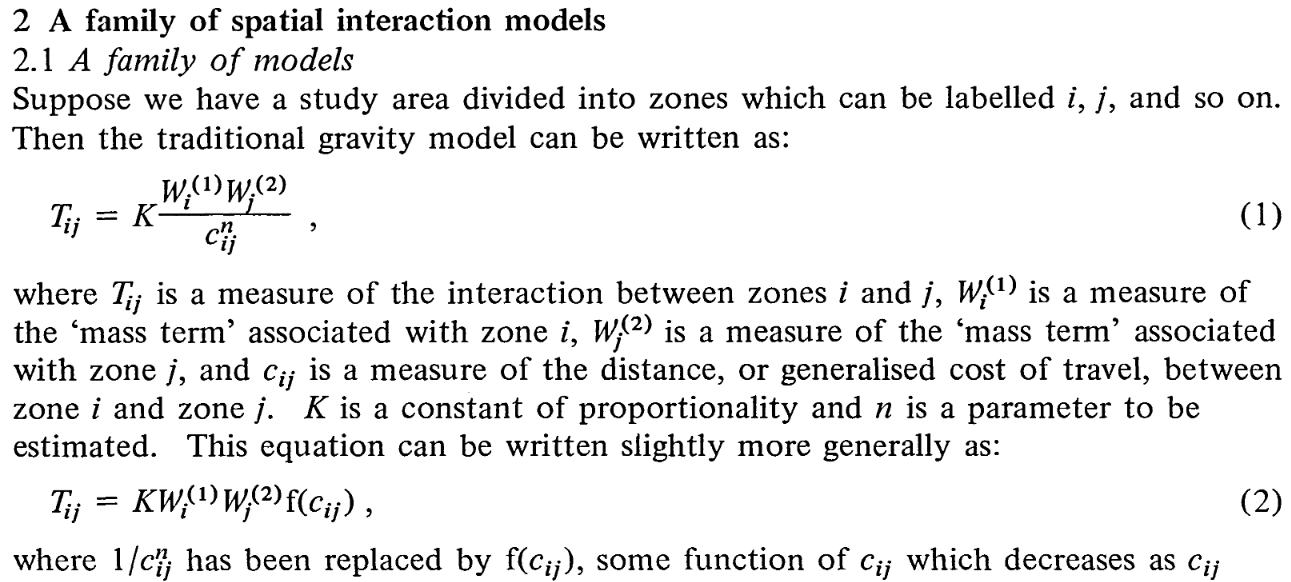 2 A family of spatial interaction models
2.1 A family of models
Suppose we have a study area divided into zones which can be labelled i, j, and so on.
Then the traditional gravity model can be written as:
T_{ij} = K \frac{W_i^{(1)} W_j^{(2)}}{c_{ij}^n} , (1)
where T_{ij} is a measure of the interaction between zones i and j, W_i^{(1)} is a measure of
the ‘mass term’ associated with zone i, W_j^{(2)} is a measure of the ‘mass term’ associated
with zone j, and c_{ij} is a measure of the distance, or generalised cost of travel, between
zone i and zone j. K is a constant of proportionality and n is a parameter to be
estimated. This equation can be written slightly more generally as:
T_{ij} = K W_i^{(1)} W_j^{(2)} f(c_{ij}) , (2)
where 1/c_{ij}^n has been replaced by f(c_{ij}), some function of c_{ij} which decreases as c_{ij}